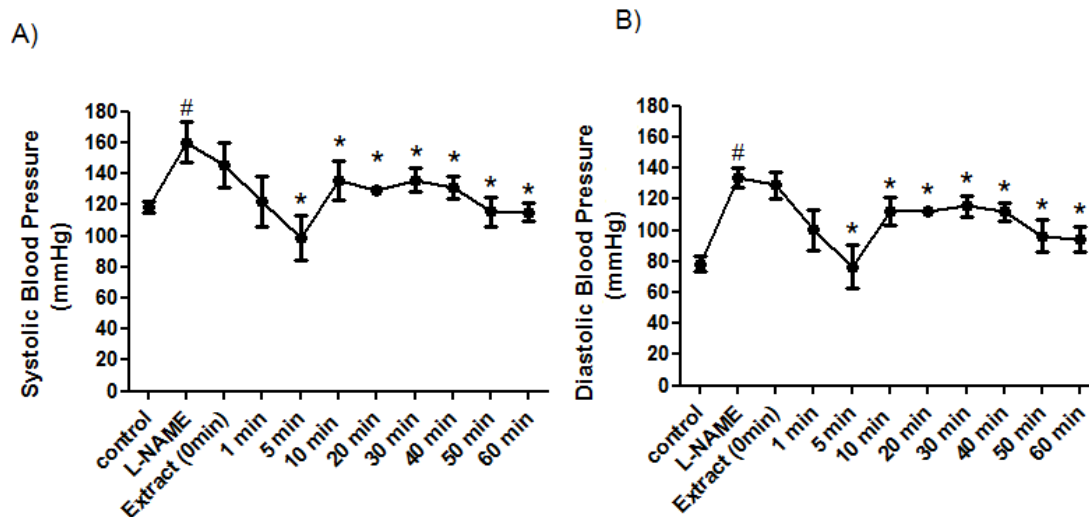 A)
Systolic Blood Pressure
(mmHg)
180
160
140
120
100
80
60
40
20
0
#
*
*
*
*
*
*
*
control
L-NAME
Extract (0min)
1 min
5 min
10 min
20 min
30 min
40 min
50 min
60 min
B)
Diastolic Blood Pressure
(mmHg)
180
160
140
120
100
80
60
40
20
0
#
*
*
*
*
*
*
*
control
L-NAME
Extract (0min)
1 min
5 min
10 min
20 min
30 min
40 min
50 min
60 min